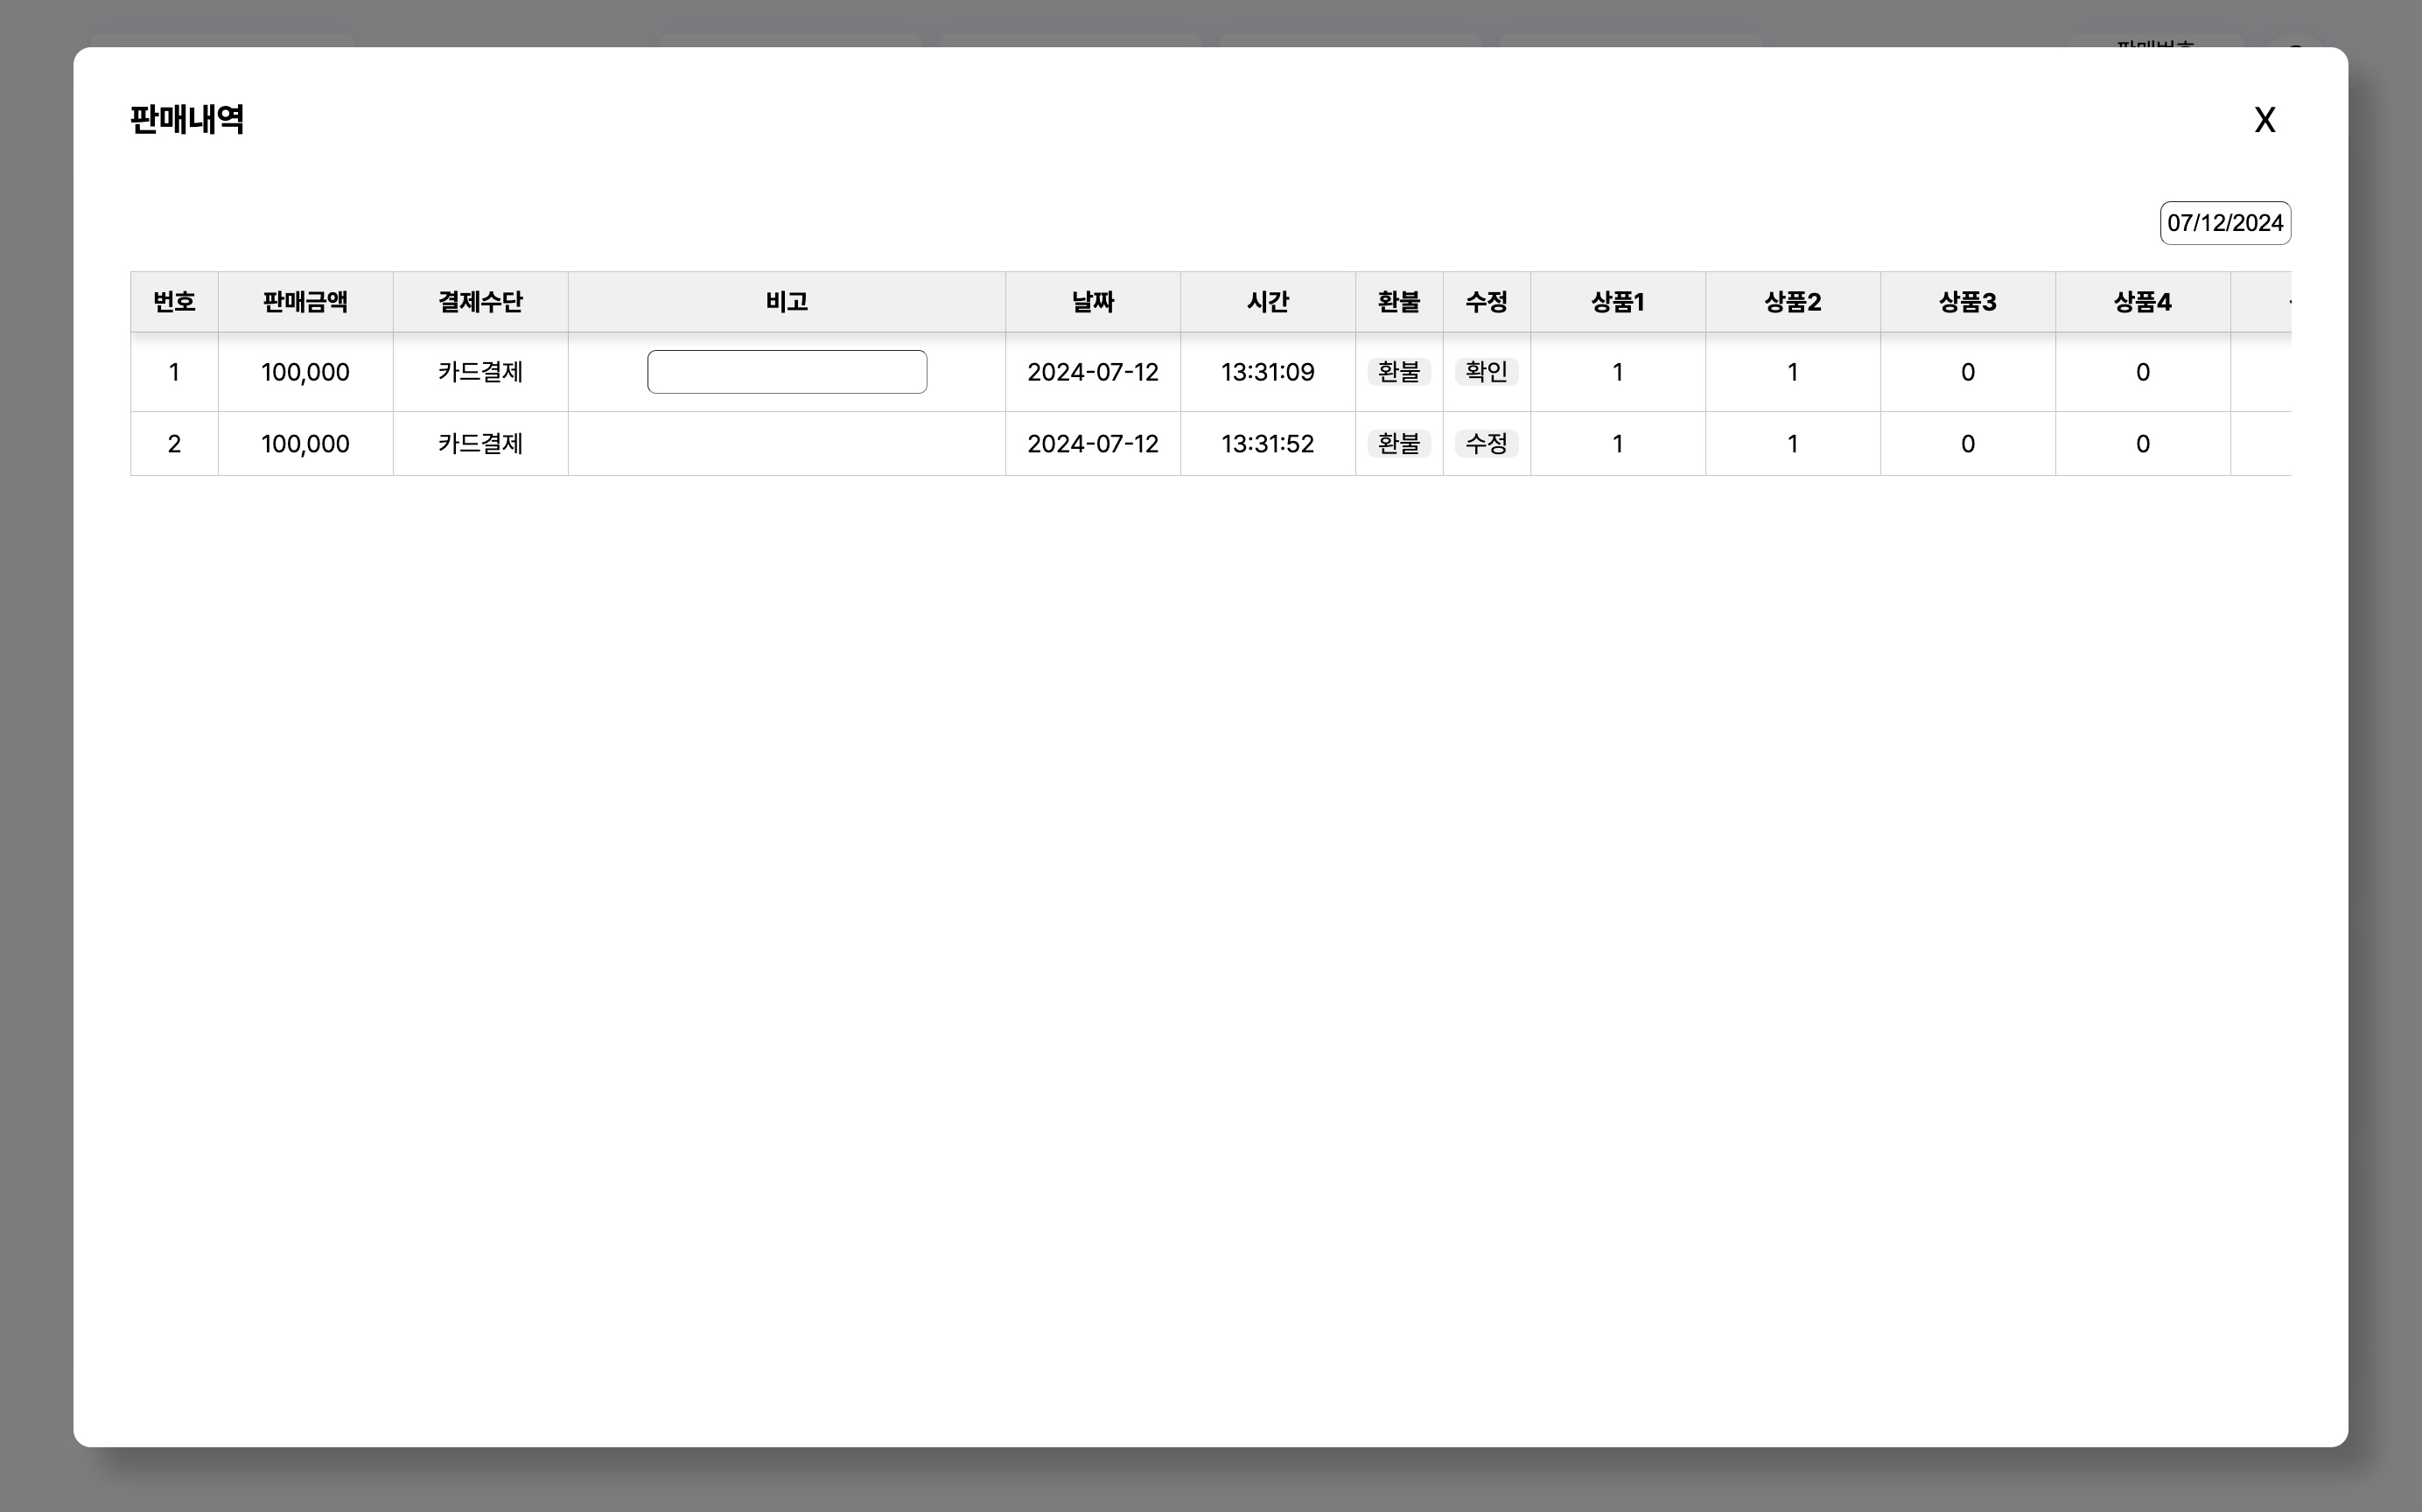 판매내역 X
07/12/2024
번호 판매금액 결제수단 비고 날짜 시간 환불 수정 상품1 상품2 상품3 상품4
1 100,000 카드결제 2024-07-12 13:31:09 환불 확인 1 1 0 0
2 100,000 카드결제 2024-07-12 13:31:52 환불 수정 1 1 0 0